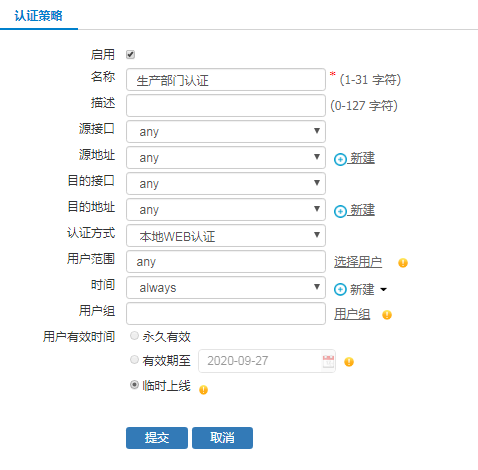 认证策略
启用
名称 生产部门认证 * (1-31 字符)
描述 (0-127 字符)
源接口 any
源地址 any 新建
目的接口 any
目的地址 any 新建
认证方式 本地WEB认证
用户范围 any 选择用户
时间 always 新建
用户组 用户组
用户有效时间 永久有效
有效期至 2020-09-27
临时上线
提交 取消